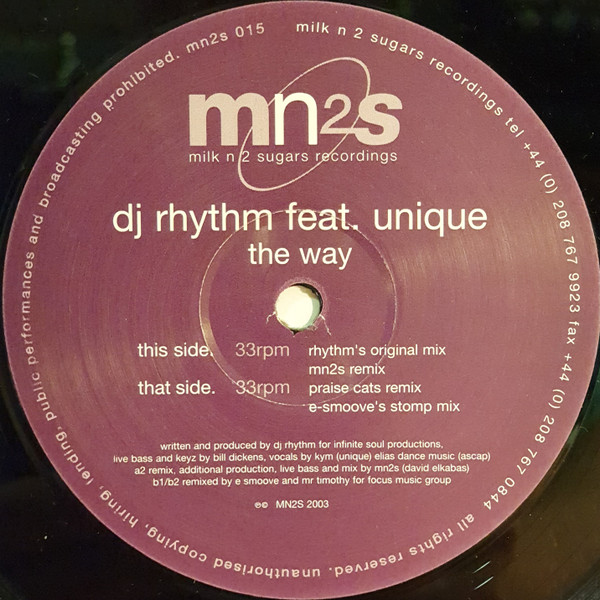 mn2s 015
milk n 2 sugars recordings tel +44 (0) 208 767 9923 fax +44 (0) 208 767 0844
all rights reserved. unauthorised copying, hiring, lending, public performances and broadcasting prohibited.
mn2s
milk n 2 sugars recordings
dj rhythm feat. unique
the way
this side. 33rpm rhythm's original mix
mn2s remix
that side. 33rpm praise cats remix
e-smoove's stomp mix
written and produced by dj rhythm for infinite soul productions,
live bass and keyz by bill dickens, vocals by kym (unique) elias dance music (ascap)
a2 remix, additional production, live bass and mix by mn2s (david elkabas)
b1/b2 remixed by e smoove and mr timothy for focus music group
℗© MN2S 2003